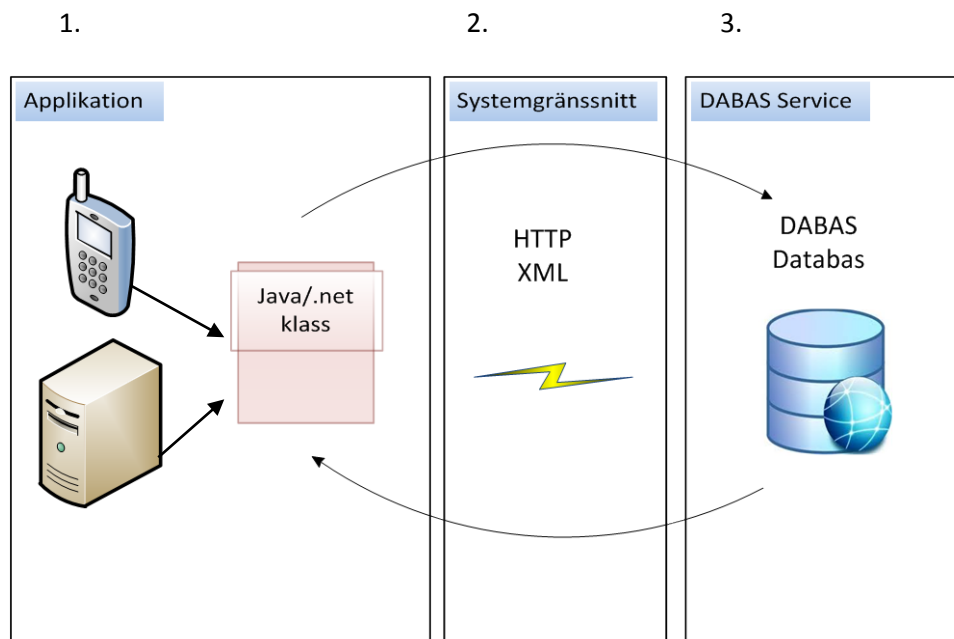 1.
2.
3.
Applikation
Systemgränssnitt
DABAS Service
Java/.net
klass
HTTP
XML
DABAS
Databas